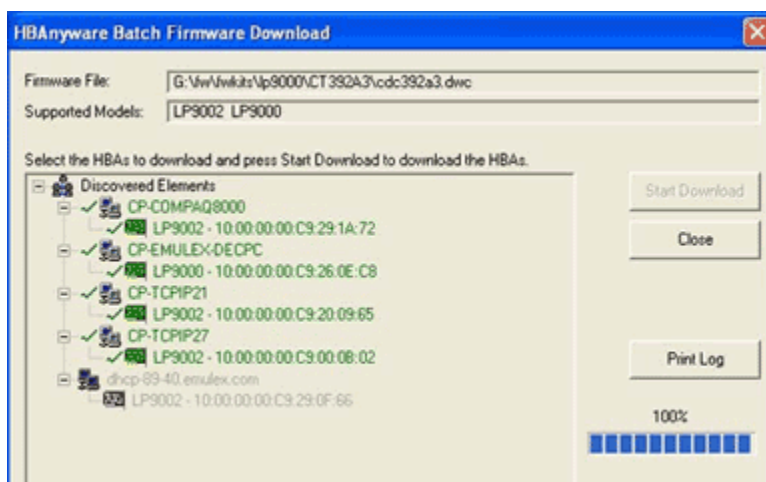 HBAnyware Batch Firmware Download
Firmware File: G:\fw\fwkits\lp9000\CT392A3\cdc392a3.dwc
Supported Models: LP9002 LP9000
Select the HBAs to download and press Start Download to download the HBAs.
Discovered Elements
Start Download
CP-COMPAQ8000
LP9002 - 10:00:00:00:C9:29:1A:72
Close
CP-EMULEX-DECPC
LP9000 - 10:00:00:00:C9:26:0E:C8
CP-TCPIP21
LP9002 - 10:00:00:00:C9:20:09:65
CP-TCPIP27
LP9002 - 10:00:00:00:C9:00:0B:02
Print Log
dhcp-89-40.emulex.com
LP9002 - 10:00:00:00:C9:29:0F:66
100%